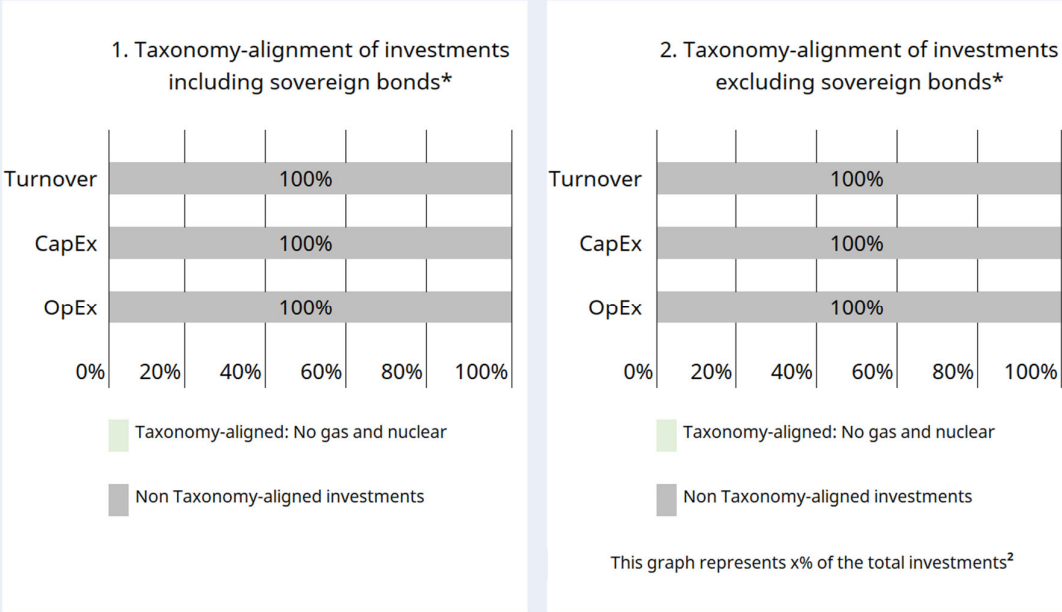 1. Taxonomy-alignment of investments
including sovereign bonds*
Turnover 100%
CapEx 100%
OpEx 100%
0% 20% 40% 60% 80% 100%
Taxonomy-aligned: No gas and nuclear
Non Taxonomy-aligned investments
2. Taxonomy-alignment of investments
excluding sovereign bonds*
Turnover 100%
CapEx 100%
OpEx 100%
0% 20% 40% 60% 80% 100%
Taxonomy-aligned: No gas and nuclear
Non Taxonomy-aligned investments
This graph represents x% of the total investments²